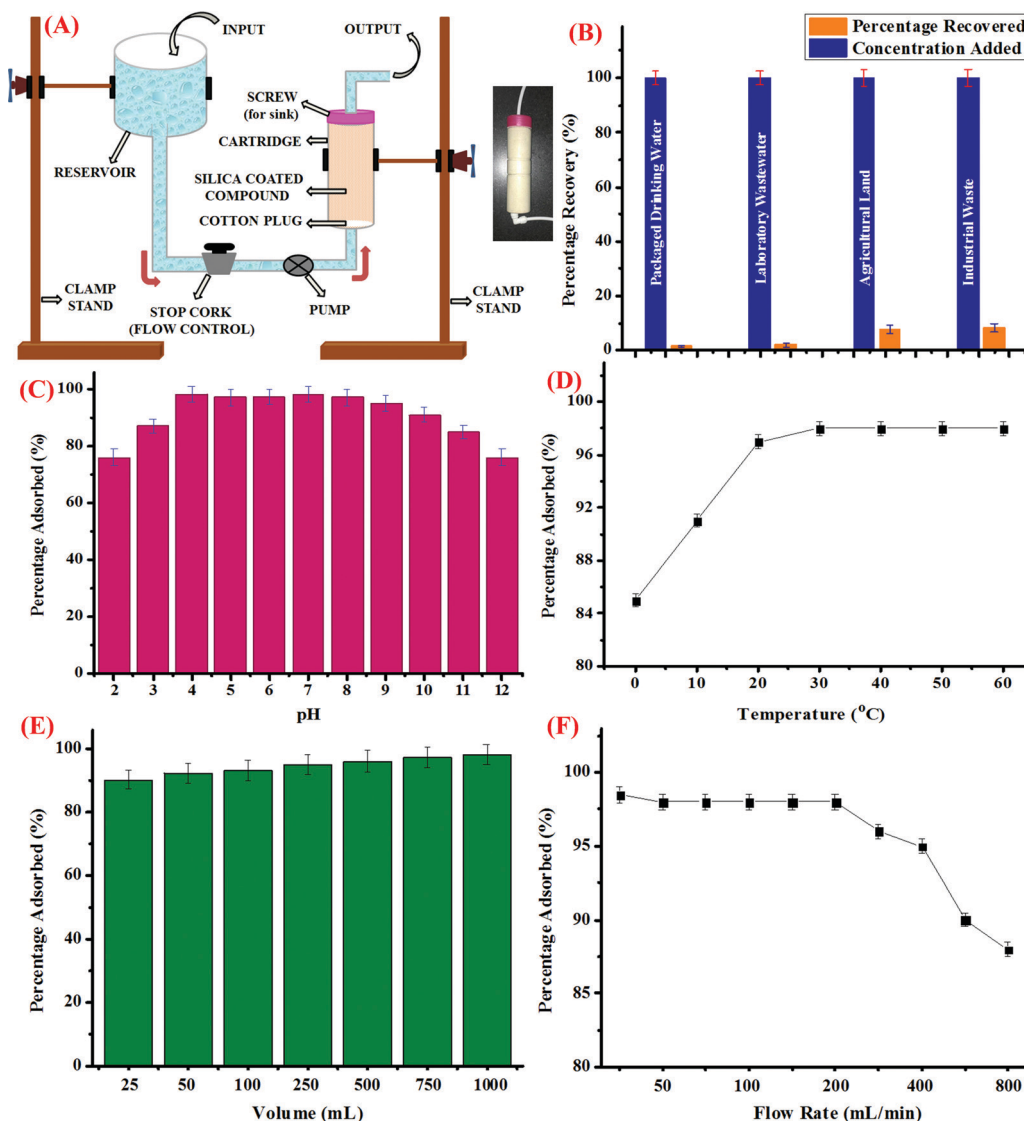 (A)
INPUT
OUTPUT
SCREW
(for sink)
CARTRIDGE
RESERVOIR
SILICA COATED
COMPOUND
COTTON PLUG
CLAMP
STAND
STOP CORK
(FLOW CONTROL)
PUMP
CLAMP
STAND
(B)
Percentage Recovered
Concentration Added
Percentage Recovery (%)
100
80
60
40
20
0
Packaged Drinking Water
Laboratory Wastewater
Agricultural Land
Industrial Waste
(C)
Percentage Adsorbed (%)
100
80
60
40
20
0
2 3 4 5 6 7 8 9 10 11 12
pH
(D)
Percentage Adsorbed (%)
100
96
92
88
84
80
0 10 20 30 40 50 60
Temperature (°C)
(E)
Percentage Adsorbed (%)
100
80
60
40
20
0
25 50 100 250 500 750 1000
Volume (mL)
(F)
Percentage Adsorbed (%)
100
95
90
85
80
50 100 200 400 800
Flow Rate (mL/min)